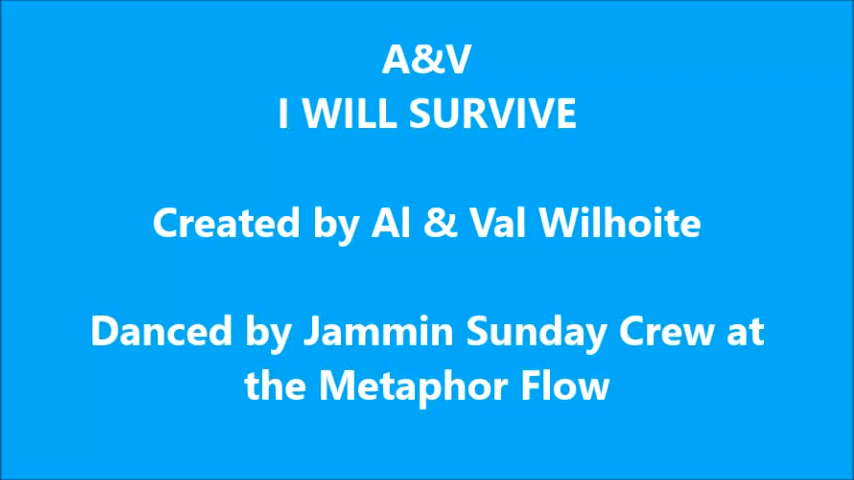 A&V
I WILL SURVIVE
Created by Al & Val Wilhoite
Danced by Jammin Sunday Crew at
the Metaphor Flow